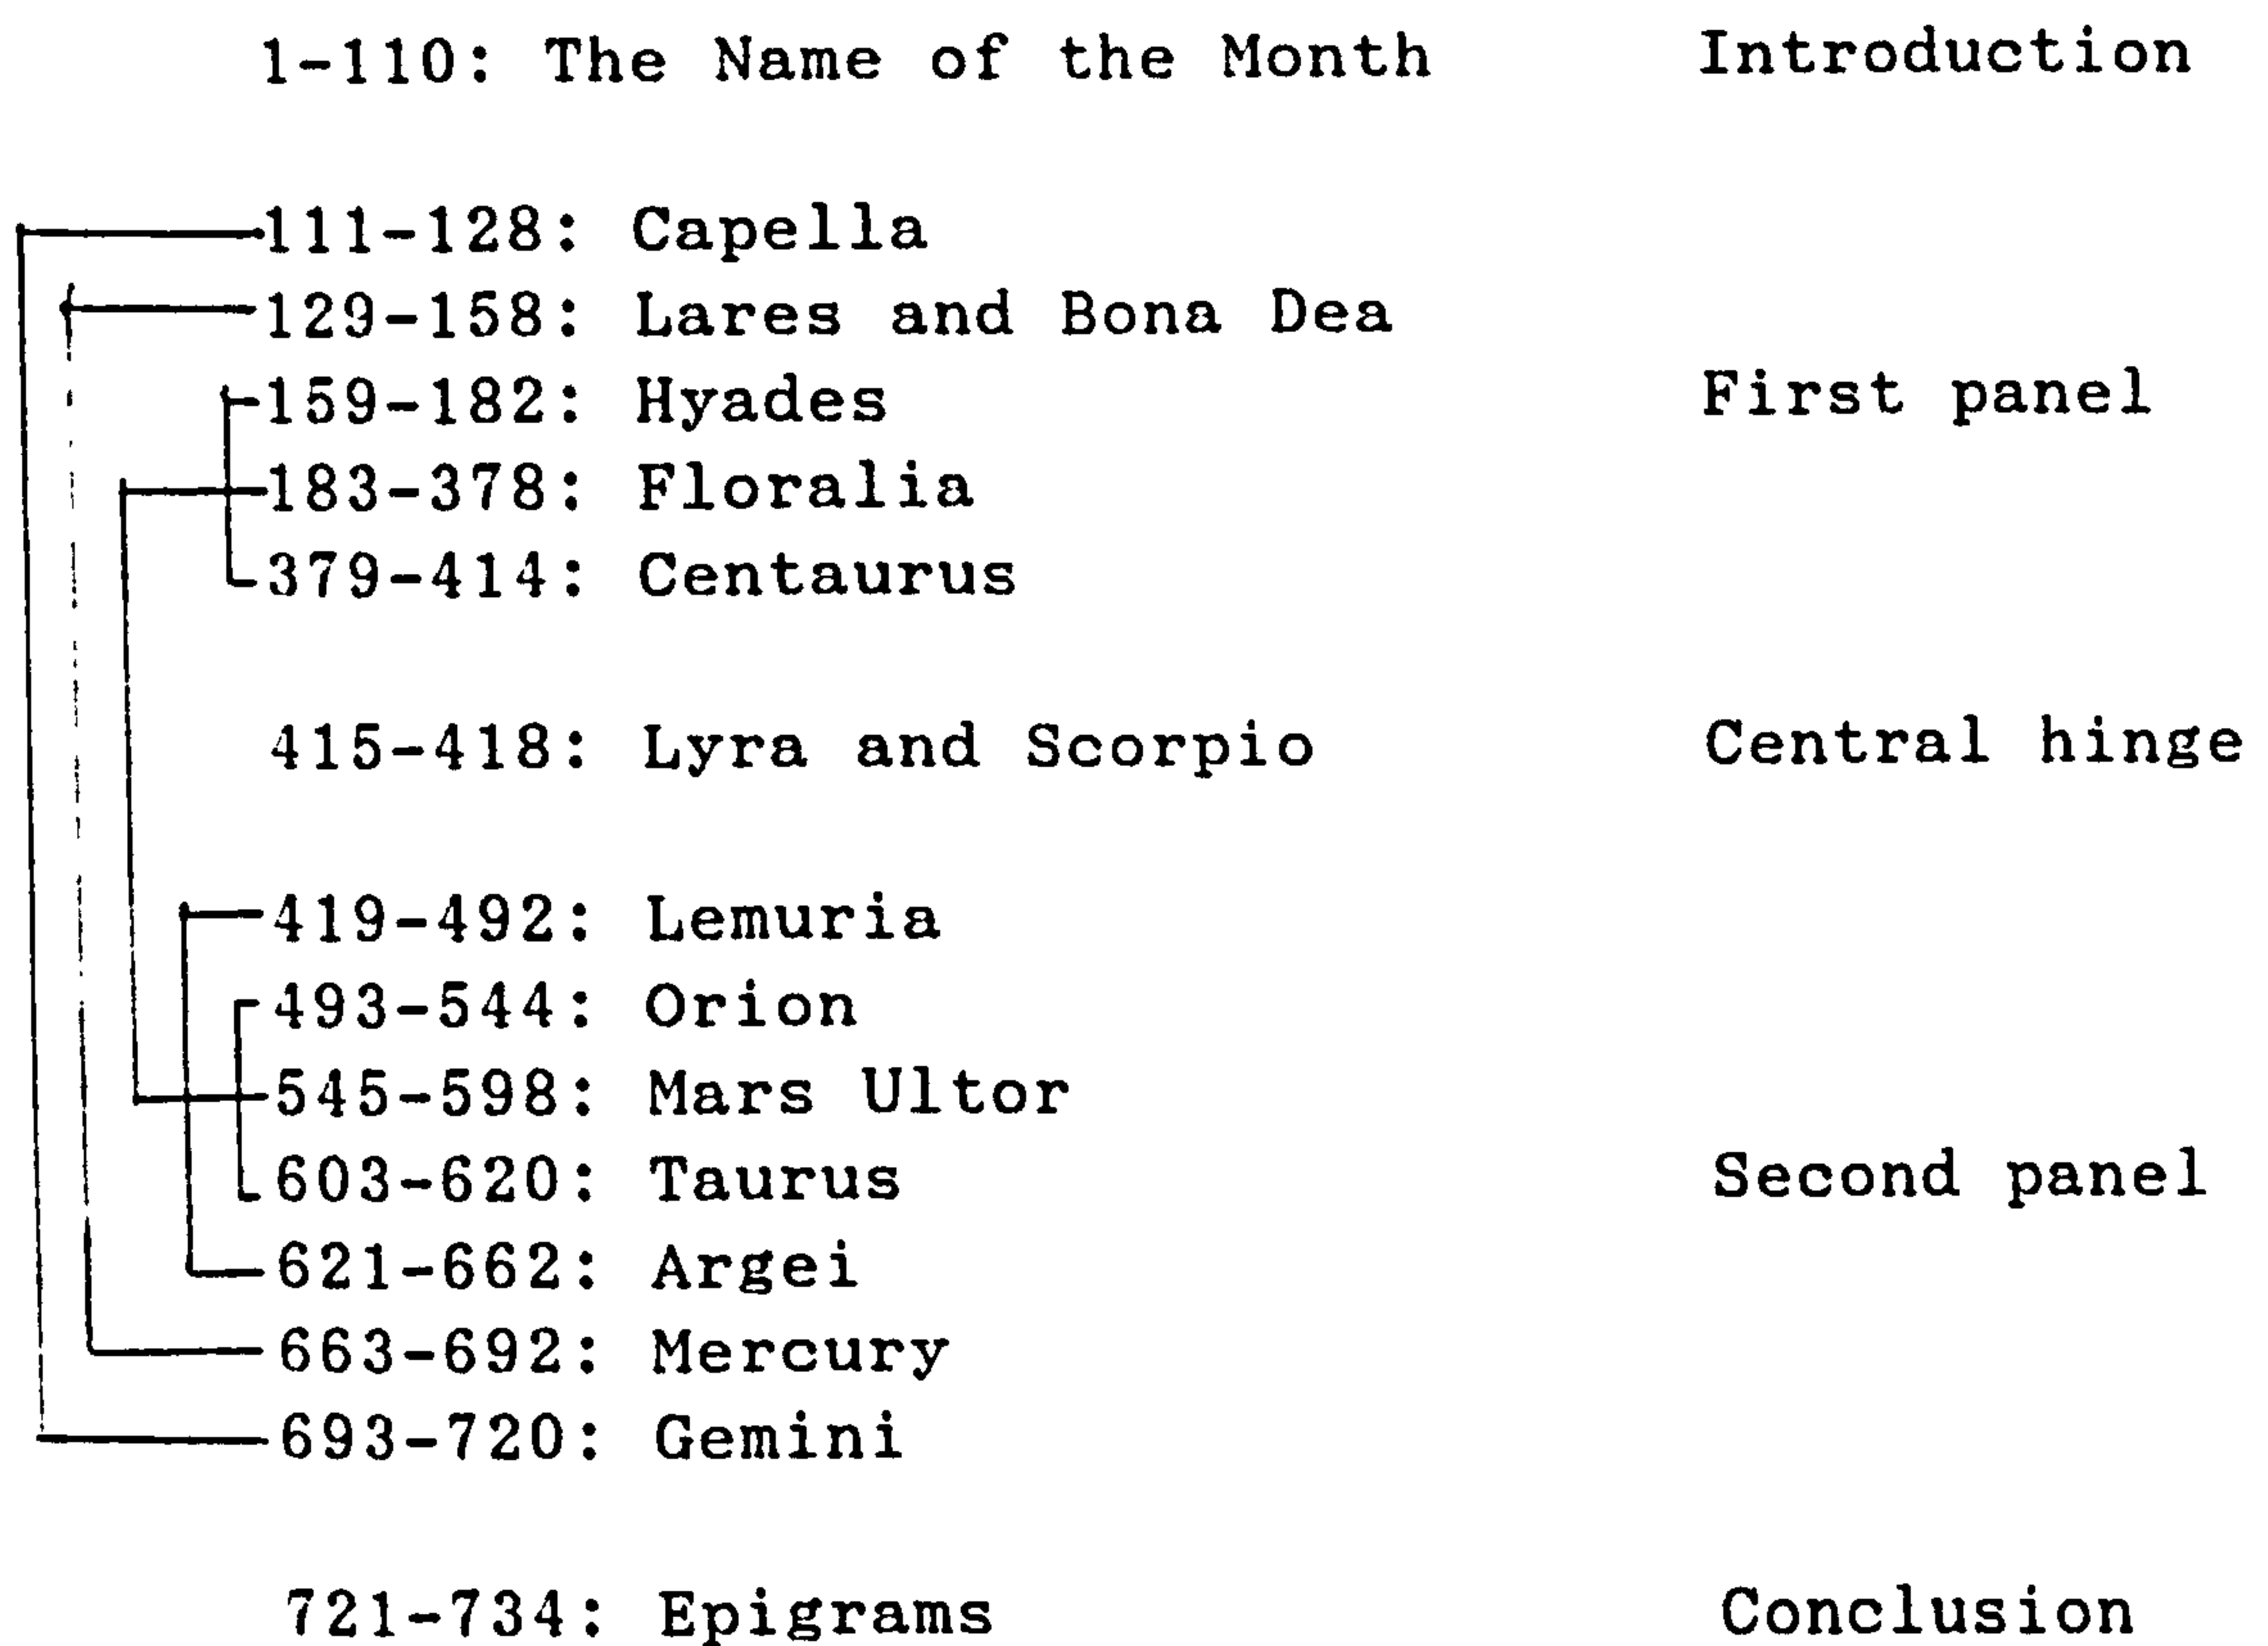 1-110: The Name of the Month Introduction
111-128: Capella
129-158: Lares and Bona Dea
159-182: Hyades First panel
183-378: Floralia
379-414: Centaurus
415-418: Lyra and Scorpio Central hinge
419-492: Lemuria
493-544: Orion
545-598: Mars Ultor
603-620: Taurus Second panel
621-662: Argei
663-692: Mercury
693-720: Gemini
721-734: Epigrams Conclusion